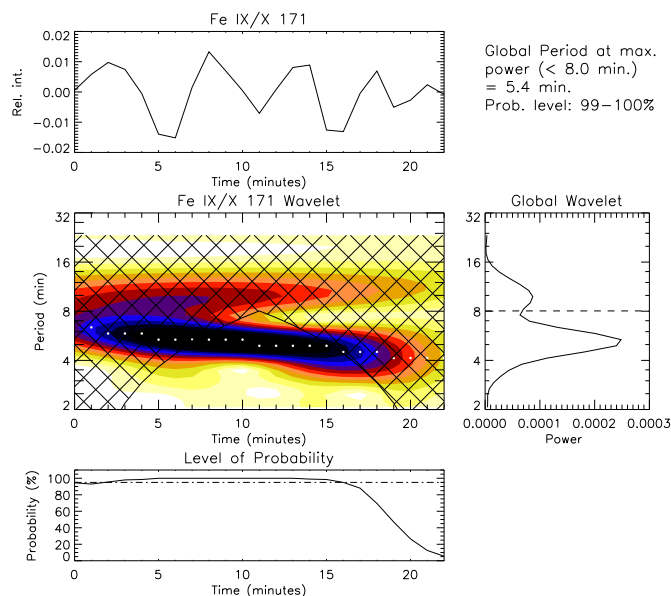 Fe IX/X 171
0.02
0.01
0.00
−0.01
−0.02
Rel. int.
0 5 10 15 20
Time (minutes)
Global Period at max.
power (< 8.0 min.)
= 5.4 min.
Prob. level: 99−100%
Fe IX/X 171 Wavelet
32
16
8
4
2
Period (min)
0 5 10 15 20
Time (minutes)
Global Wavelet
32
16
8
4
2
0.0000 0.0001 0.0002 0.0003
Power
Level of Probability
100
80
60
40
20
0
Probability (%)
0 5 10 15 20
Time (minutes)